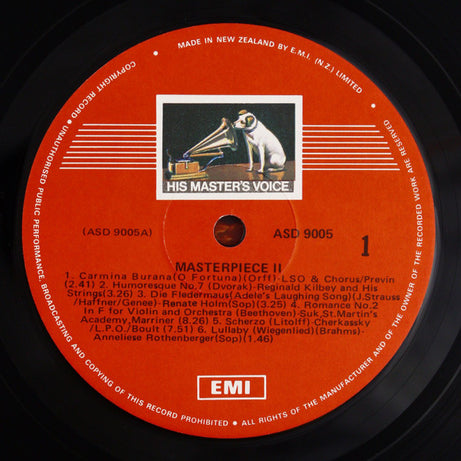 MADE IN NEW ZEALAND BY E.M.I. (N.Z.) LIMITED
COPYRIGHT RECORD • UNAUTHORISED PUBLIC PERFORMANCE, BROADCASTING AND COPYING OF THIS RECORD PROHIBITED • ALL RIGHTS OF THE MANUFACTURER AND OF THE OWNER OF THE RECORDED WORK ARE RESERVED •
HIS MASTER'S VOICE
(ASD 9005A)
ASD 9005
1
MASTERPIECE II
1. Carmina Burana(O Fortuna)(Orff)-LSO & Chorus/Previn
(2.41) 2. Humoresque No,7 (Dvorak)-Reginald Kilbey and His
Strings(3.26) 3. Die Fledermaus(Adele's Laughing Song)(J.Strauss
/Haffner/Genee)-Renate Holm(Sop)(3.25) 4. Romance No.2
In F for Violin and Orchestra (Beethoven)-Suk,St.Martin's
Academy,Marriner (8.26) 5. Scherzo (Litolff)-Cherkassky
/L.P.O./Boult (7.51) 6. Lullaby (Wiegenlied)(Brahms)-
Anneliese Rothenberger(Sop)(1.46)
EMI